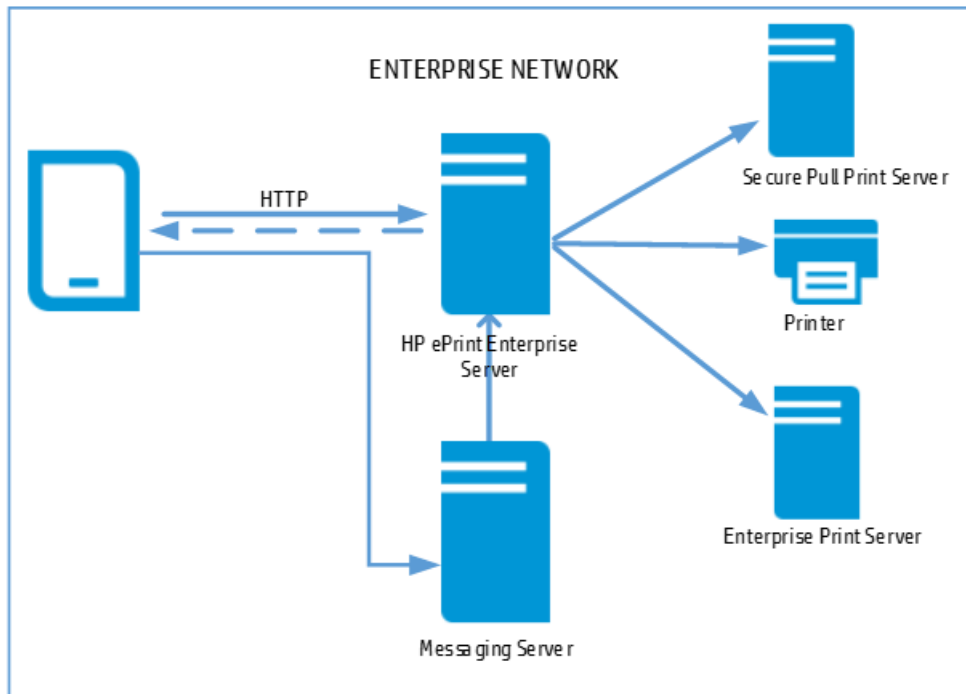 ENTERPRISE NETWORK
Secure Pull Print Server
HTTP
Printer
HP ePrint Enterprise
Server
Enterprise Print Server
Messaging Server